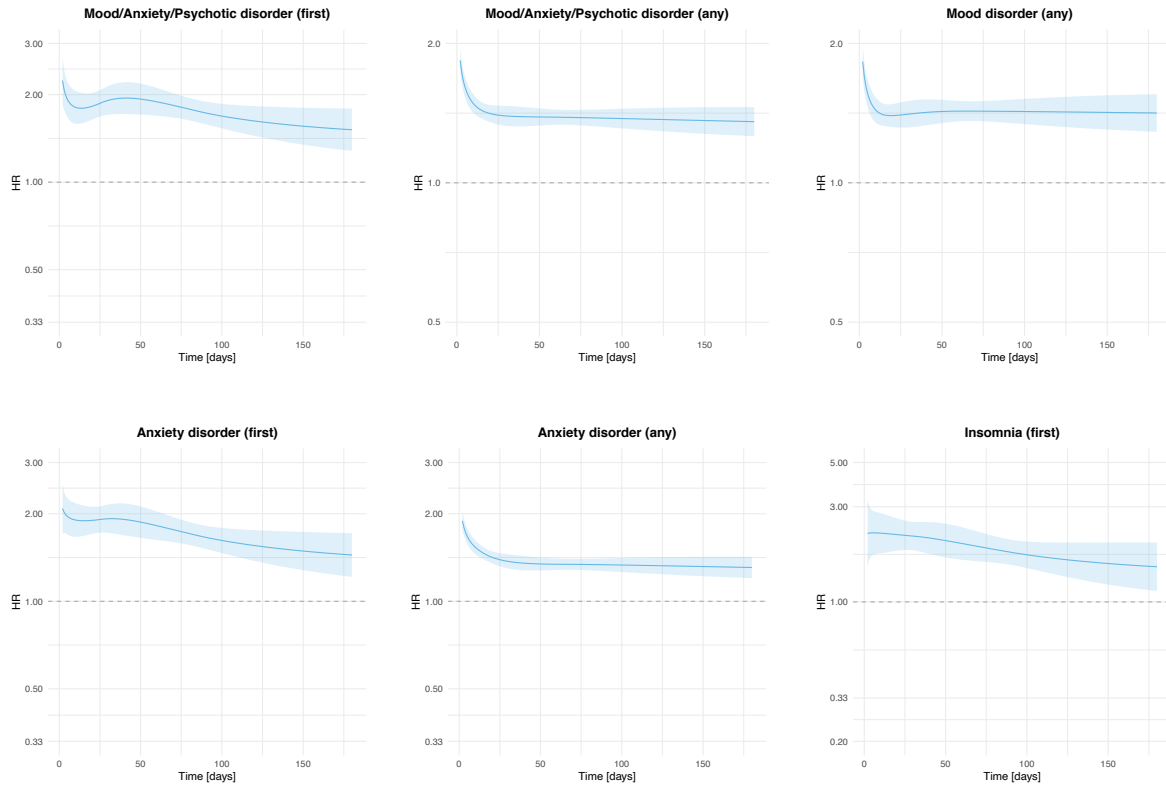 Mood/Anxiety/Psychotic disorder (first)
3.00
2.00
1.00
0.50
0.33
HR
0
50
100
150
Time [days]
Mood/Anxiety/Psychotic disorder (any)
2.0
1.0
0.5
HR
0
50
100
150
Time [days]
Mood disorder (any)
2.0
1.0
0.5
HR
0
50
100
150
Time [days]
Anxiety disorder (first)
3.00
2.00
1.00
0.50
0.33
HR
0
50
100
150
Time [days]
Anxiety disorder (any)
3.00
2.00
1.00
0.50
0.33
HR
0
50
100
150
Time [days]
Insomnia (first)
5.00
3.00
1.00
0.33
0.20
HR
0
50
100
150
Time [days]